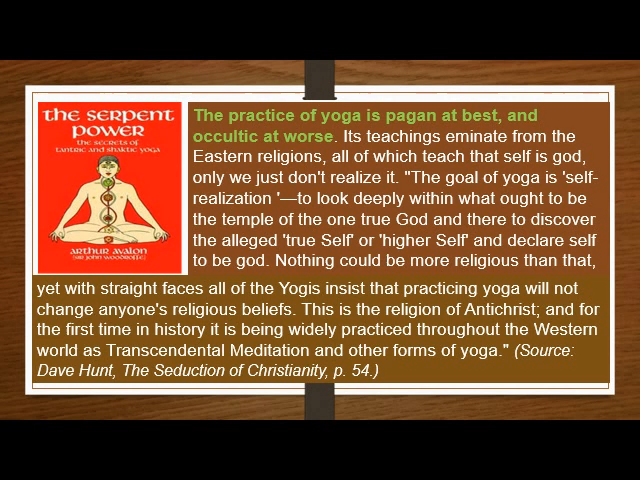 The Serpent
Power
The Secrets of
Tantric and Shaktic Yoga
Arthur Avalon
(Sir John Woodroffe)
The practice of yoga is pagan at best, and
occultic at worse. Its teachings eminate from the
Eastern religions, all of which teach that self is god,
only we just don't realize it. "The goal of yoga is 'self-
realization '—to look deeply within what ought to be
the temple of the one true God and there to discover
the alleged 'true Self' or 'higher Self' and declare self
to be god. Nothing could be more religious than that,
yet with straight faces all of the Yogis insist that practicing yoga will not
change anyone's religious beliefs. This is the religion of Antichrist; and for
the first time in history it is being widely practiced throughout the Western
world as Transcendental Meditation and other forms of yoga." (Source:
Dave Hunt, The Seduction of Christianity, p. 54.)